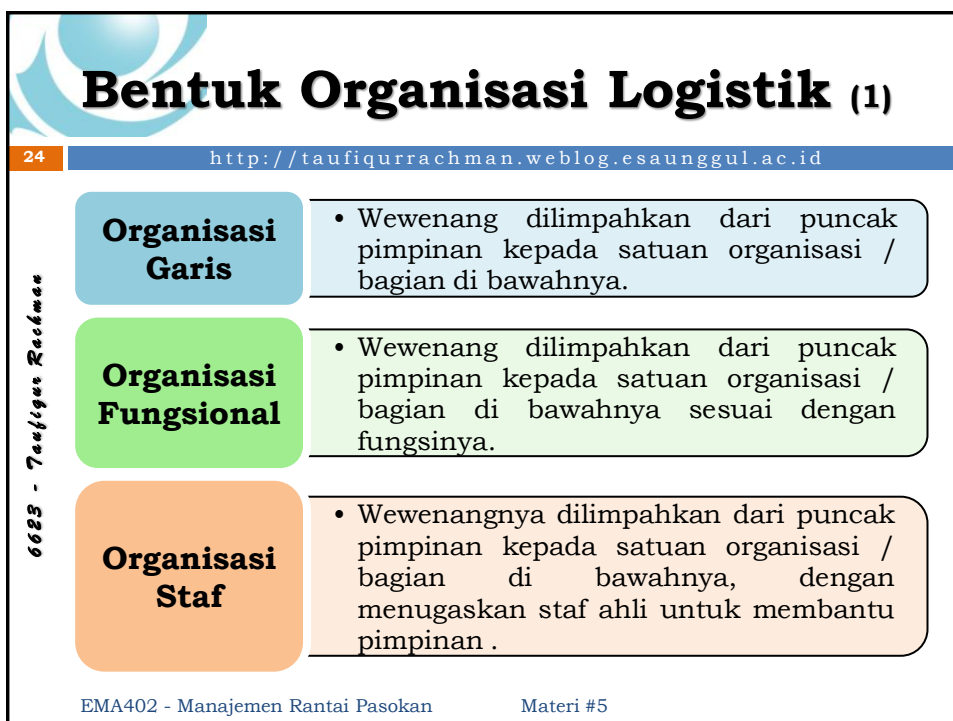 Bentuk Organisasi Logistik (1)
24
http://taufiqurrachman.weblog.esaunggul.ac.id
Organisasi
Garis
• Wewenang dilimpahkan dari puncak
pimpinan kepada satuan organisasi /
bagian di bawahnya.
Organisasi
Fungsional
• Wewenang dilimpahkan dari puncak
pimpinan kepada satuan organisasi /
bagian di bawahnya sesuai dengan
fungsinya.
Organisasi
Staf
• Wewenangnya dilimpahkan dari puncak
pimpinan kepada satuan organisasi /
bagian di bawahnya, dengan
menugaskan staf ahli untuk membantu
pimpinan .
6623 - Taufiqur Rachman
EMA402 - Manajemen Rantai Pasokan Materi #5